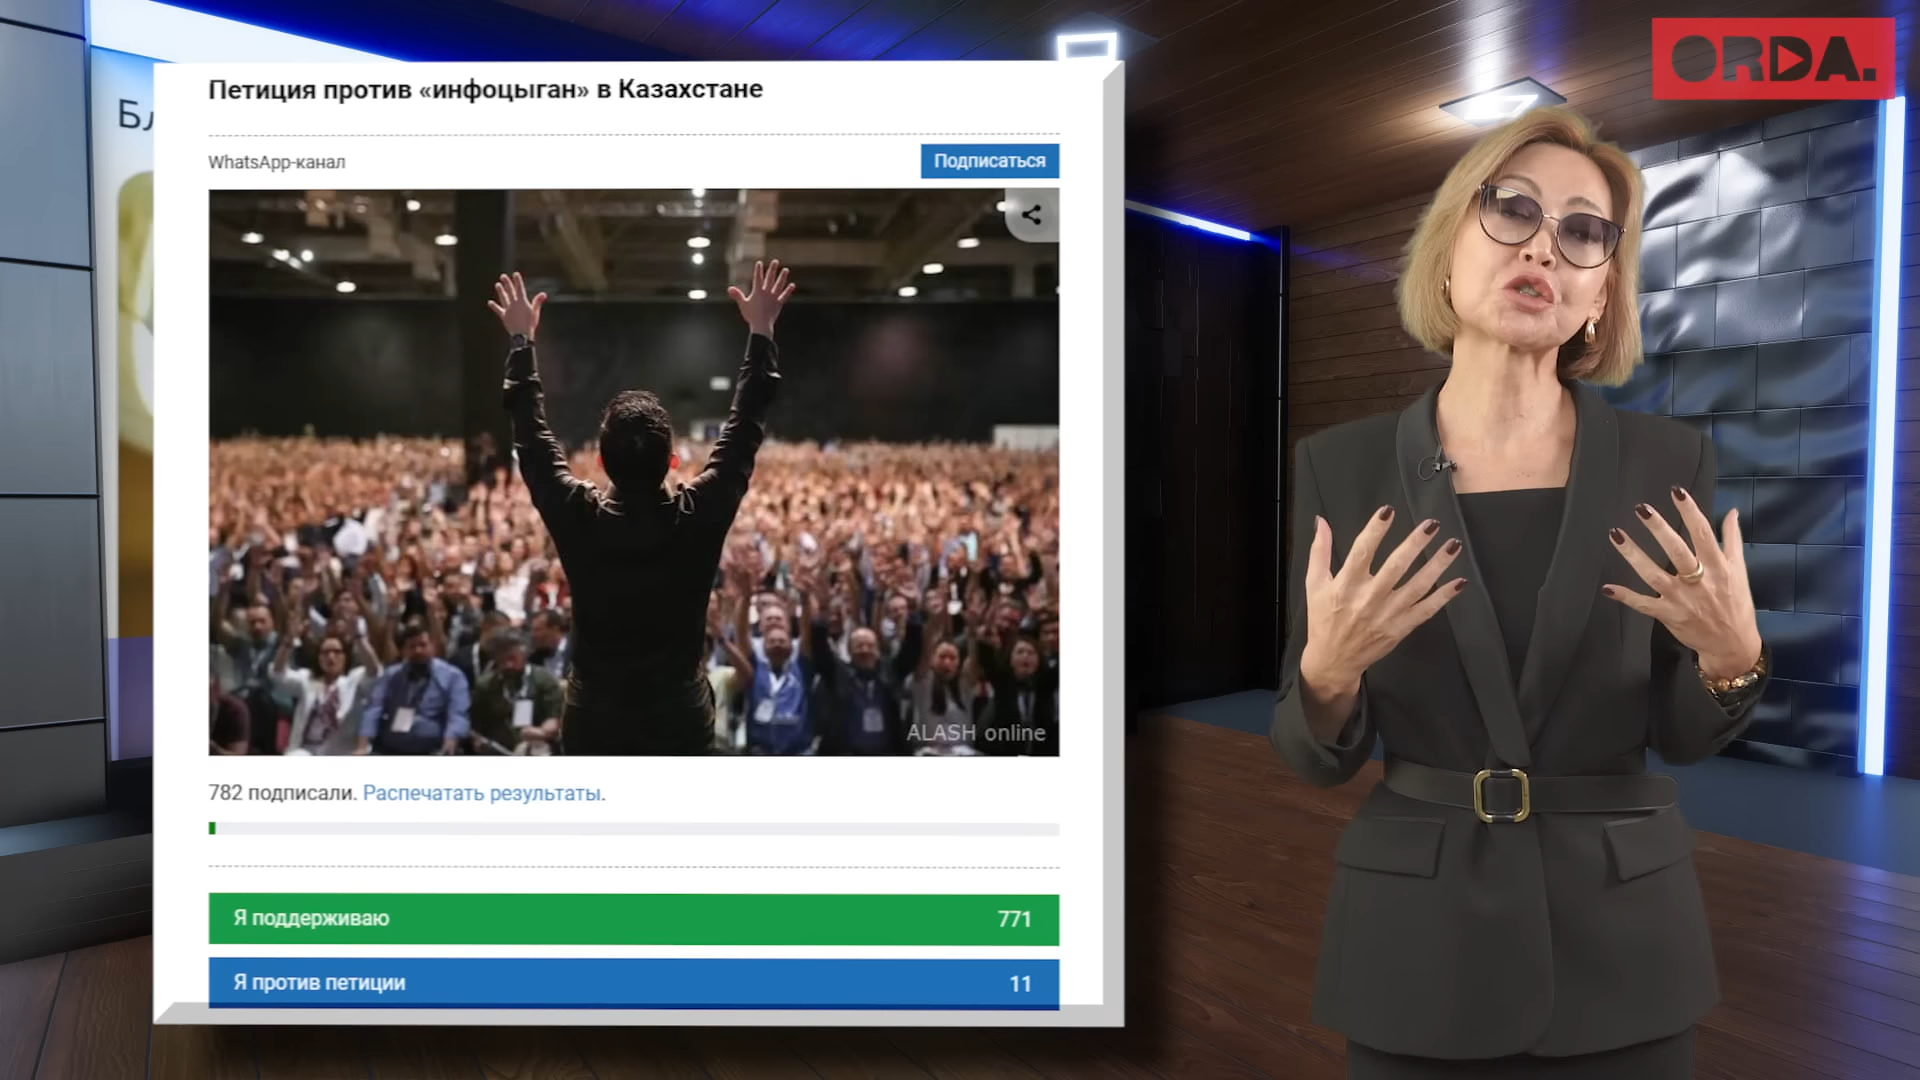 ORDA.
Бл
Петиция против «инфоцыган» в Казахстане
WhatsApp-канал
Подписаться
ALASH online
782 подписали. Распечатать результаты.
Я поддерживаю 771
Я против петиции 11